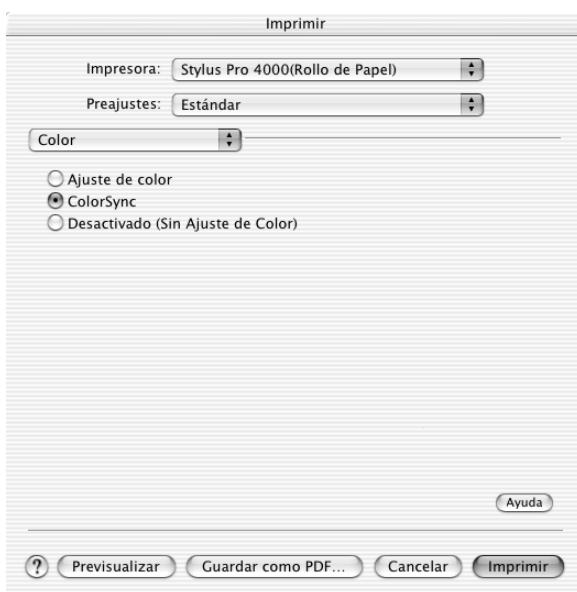 Imprimir
Impresora: Stylus Pro 4000(Rollo de Papel)
Preajustes: Estándar
Color
Ajuste de color
ColorSync
Desactivado (Sin Ajuste de Color)
Ayuda
? Previsualizar Guardar como PDF... Cancelar Imprimir